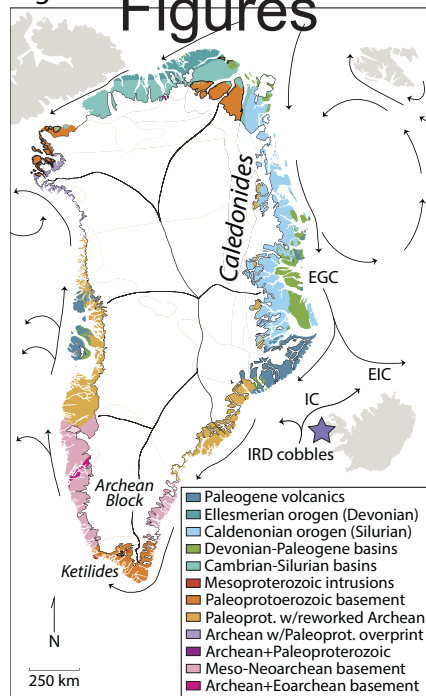 Figures
Caledonides
EGC
EIC
IC
IRD cobbles
Archean
Block
Ketilides
N
250 km
Paleogene volcanics
Ellesmerian orogen (Devonian)
Caldenonian orogen (Silurian)
Devonian-Paleogene basins
Cambrian-Silurian basins
Mesoproterozoic intrusions
Paleoprotoerozoic basement
Paleoprot. w/reworked Archean
Archean w/Paleoprot. overprint
Archean+Paleoproterozoic
Meso-Neoarchean basement
Archean+Eoarchean basement